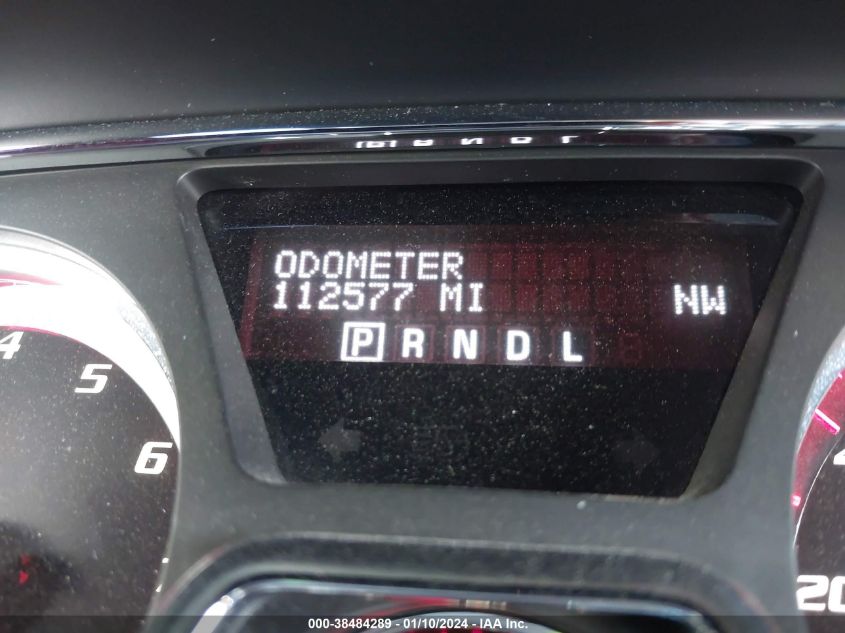 ODOMETER
112577 MI NW
P R N D L
4
5
6
20
000-38484289 - 01/10/2024 - IAA Inc.